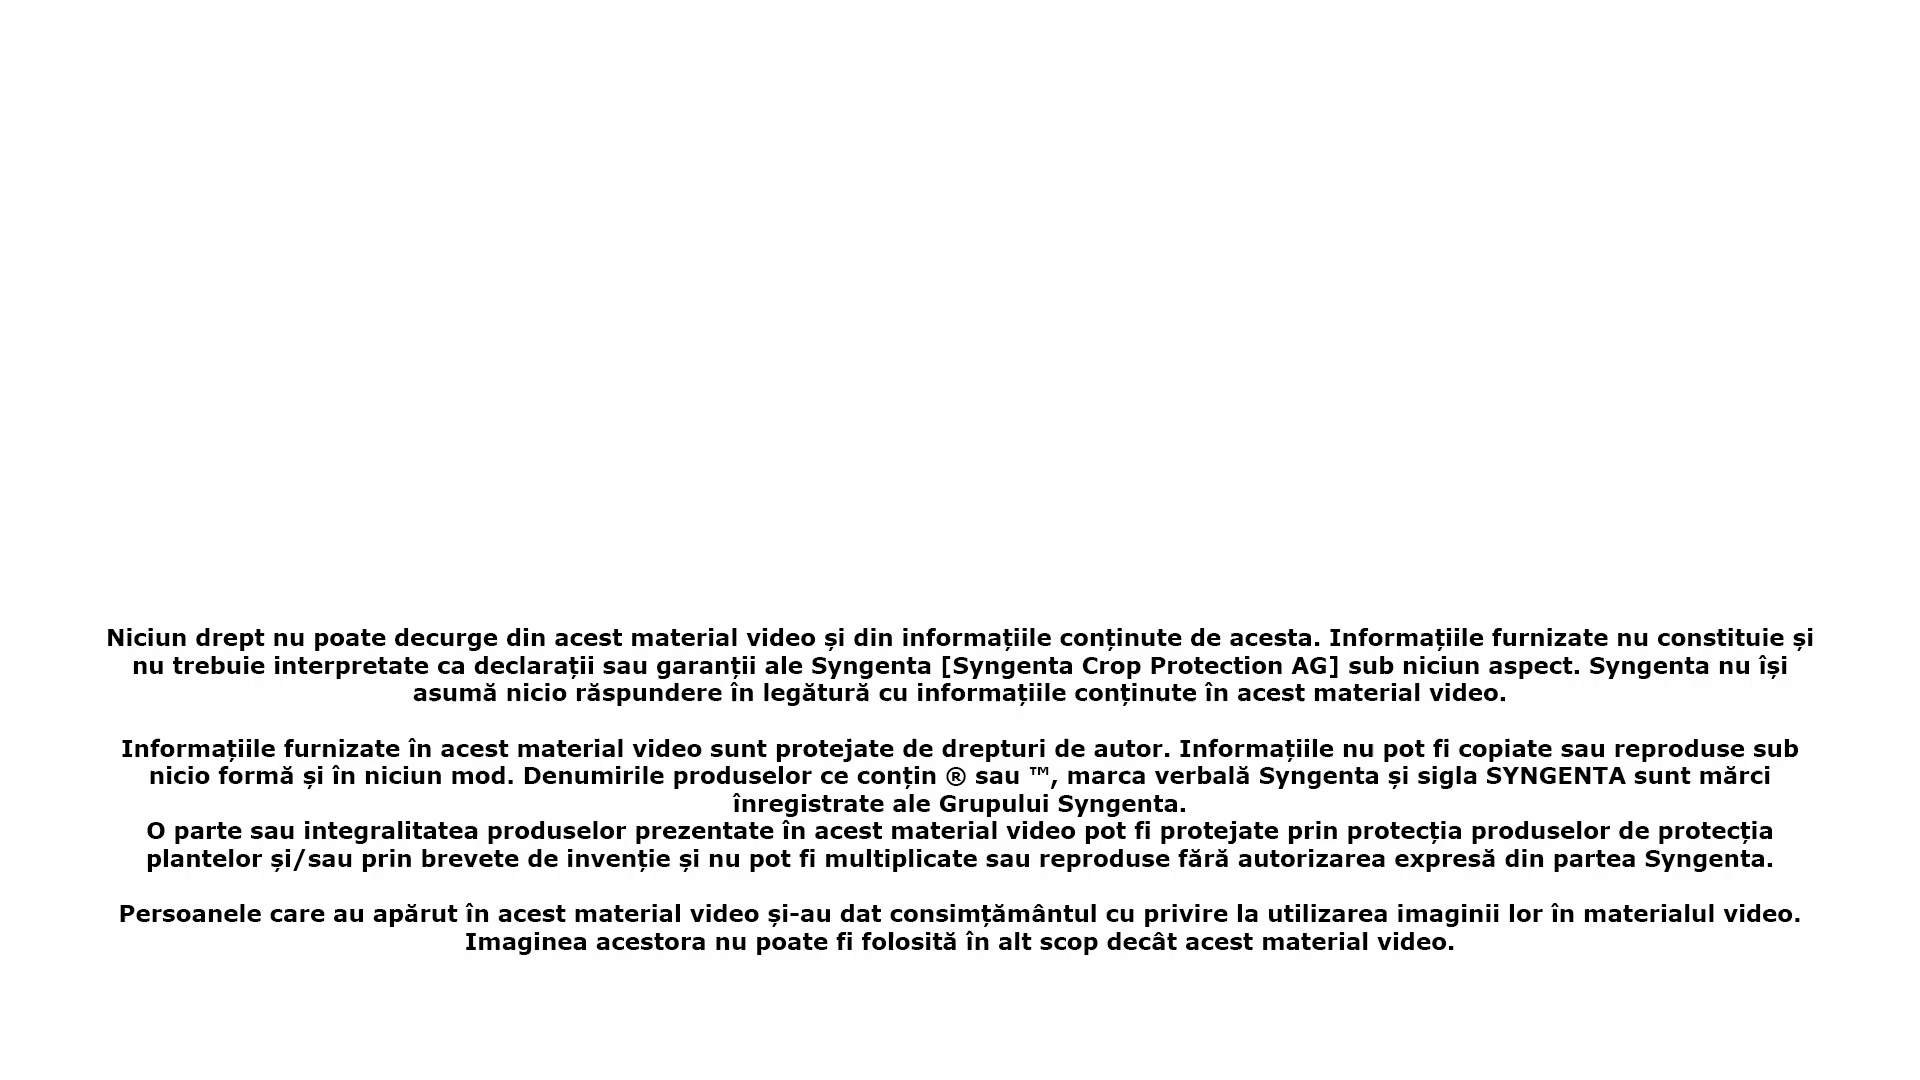 Niciun drept nu poate decurge din acest material video și din informațiile conținute de acesta. Informațiile furnizate nu constituie și
nu trebuie interpretate ca declarații sau garanții ale Syngenta [Syngenta Crop Protection AG] sub niciun aspect. Syngenta nu își
asumă nicio răspundere în legătură cu informațiile conținute în acest material video.
Informațiile furnizate în acest material video sunt protejate de drepturi de autor. Informațiile nu pot fi copiate sau reproduse sub
nicio formă și în niciun mod. Denumirile produselor ce conțin ® sau ™, marca verbală Syngenta și sigla SYNGENTA sunt mărci
înregistrate ale Grupului Syngenta.
O parte sau integralitatea produselor prezentate în acest material video pot fi protejate prin protecția produselor de protecția
plantelor și/sau prin brevete de invenție și nu pot fi multiplicate sau reproduse fără autorizarea expresă din partea Syngenta.
Persoanele care au apărut în acest material video și-au dat consimțământul cu privire la utilizarea imaginii lor în materialul video.
Imaginea acestora nu poate fi folosită în alt scop decât acest material video.